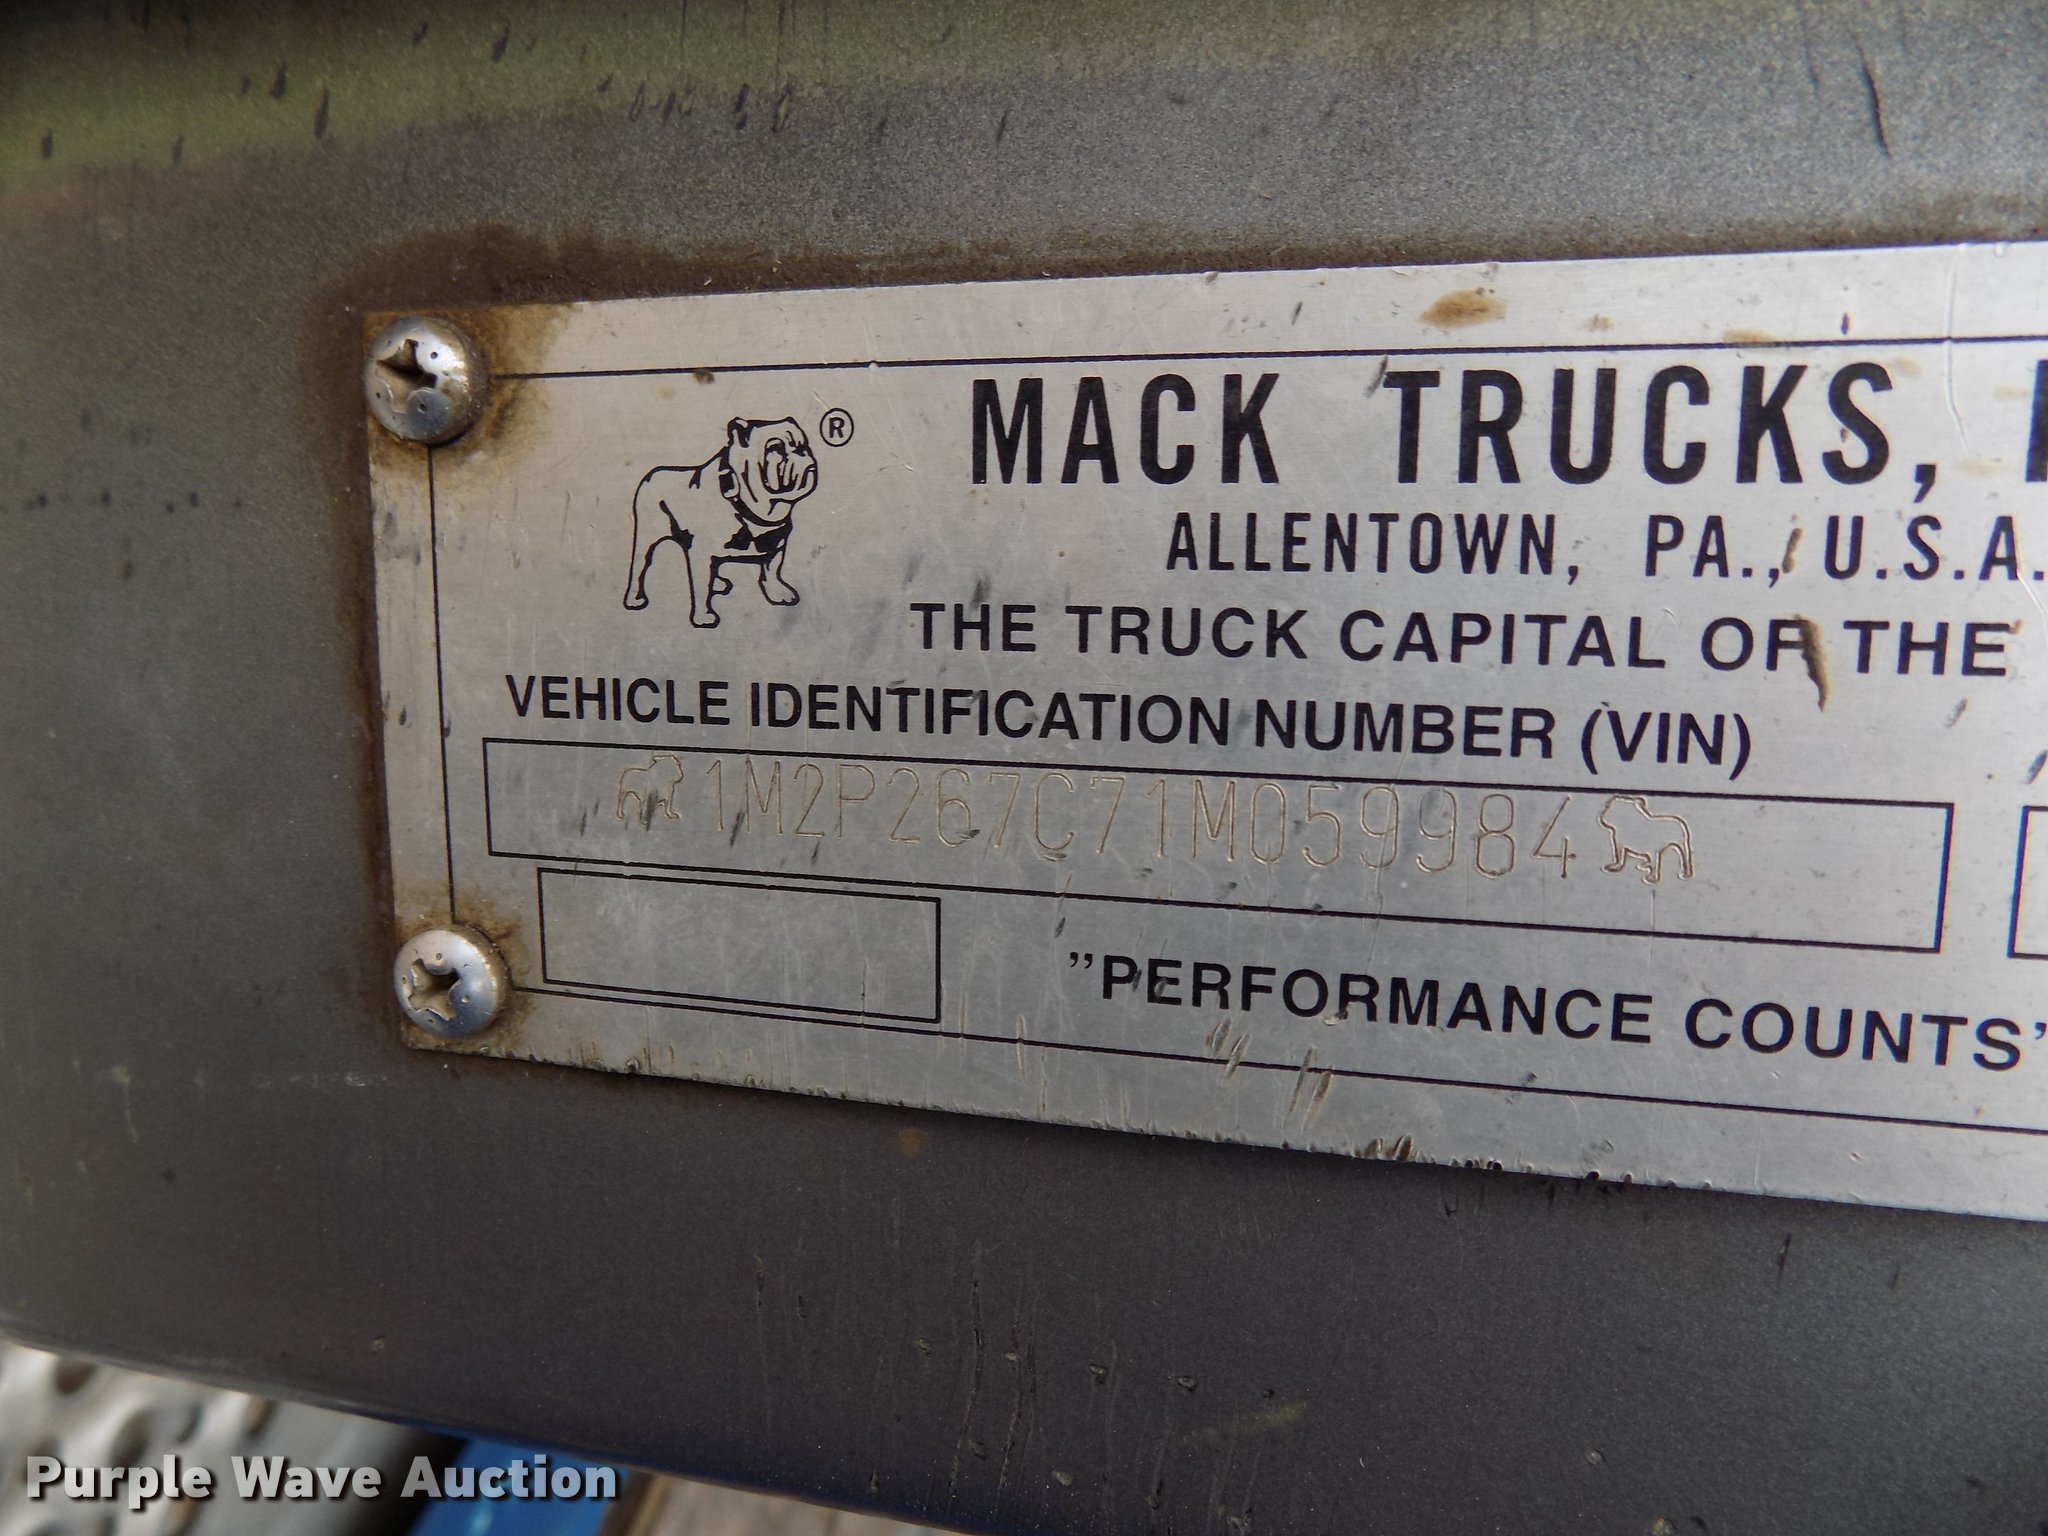 ®
MACK TRUCKS,
ALLENTOWN, PA., U.S.A.
THE TRUCK CAPITAL OF THE
VEHICLE IDENTIFICATION NUMBER (VIN)
1M2P267C71M059984
"PERFORMANCE COUNTS"
Purple Wave Auction